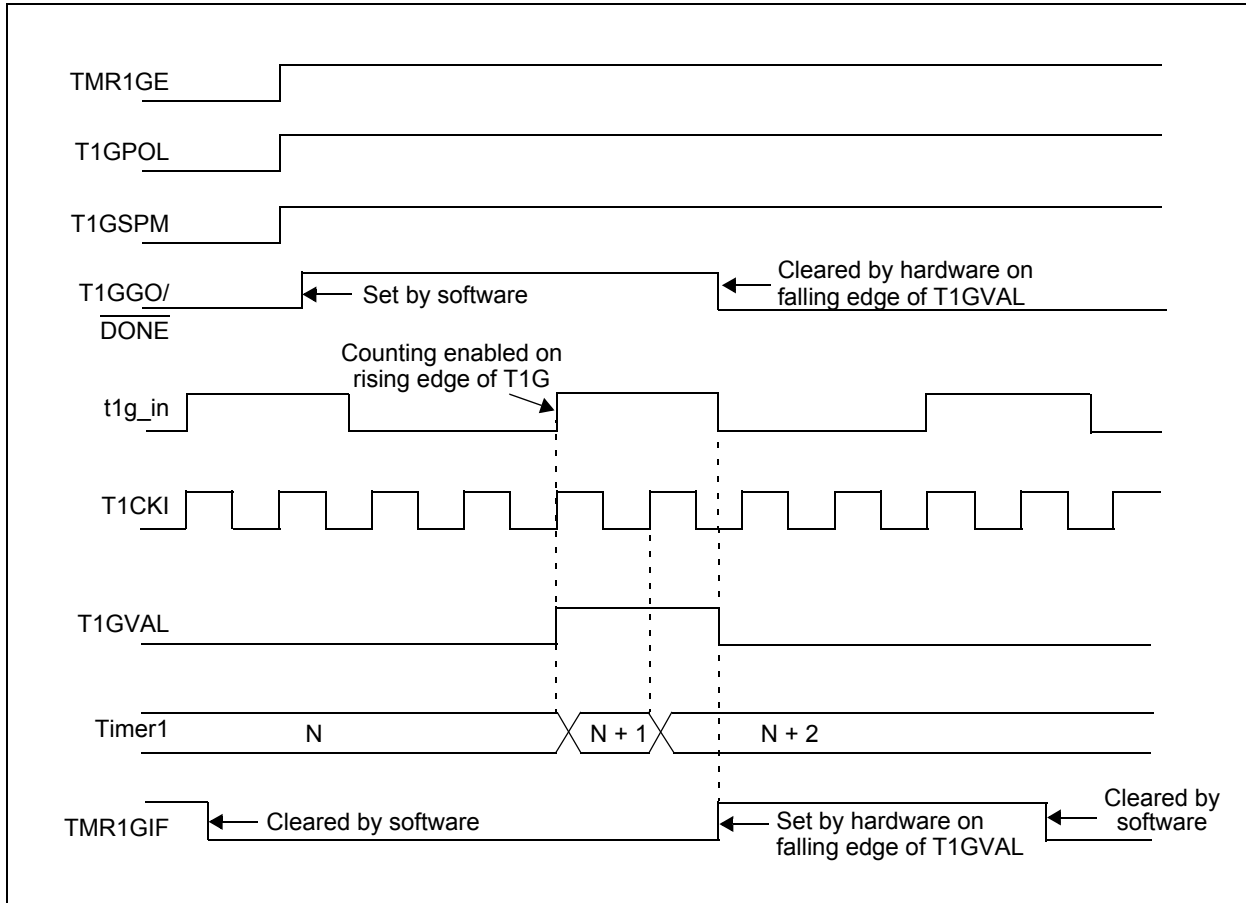 TMR1GE
T1GPOL
T1GSPM
T1GGO/
DONE
Set by software
Cleared by hardware on
falling edge of T1GVAL
Counting enabled on
rising edge of T1G
t1g_in
T1CKI
T1GVAL
Timer1
N
N + 1
N + 2
TMR1GIF
Cleared by software
Set by hardware on
falling edge of T1GVAL
Cleared by
software